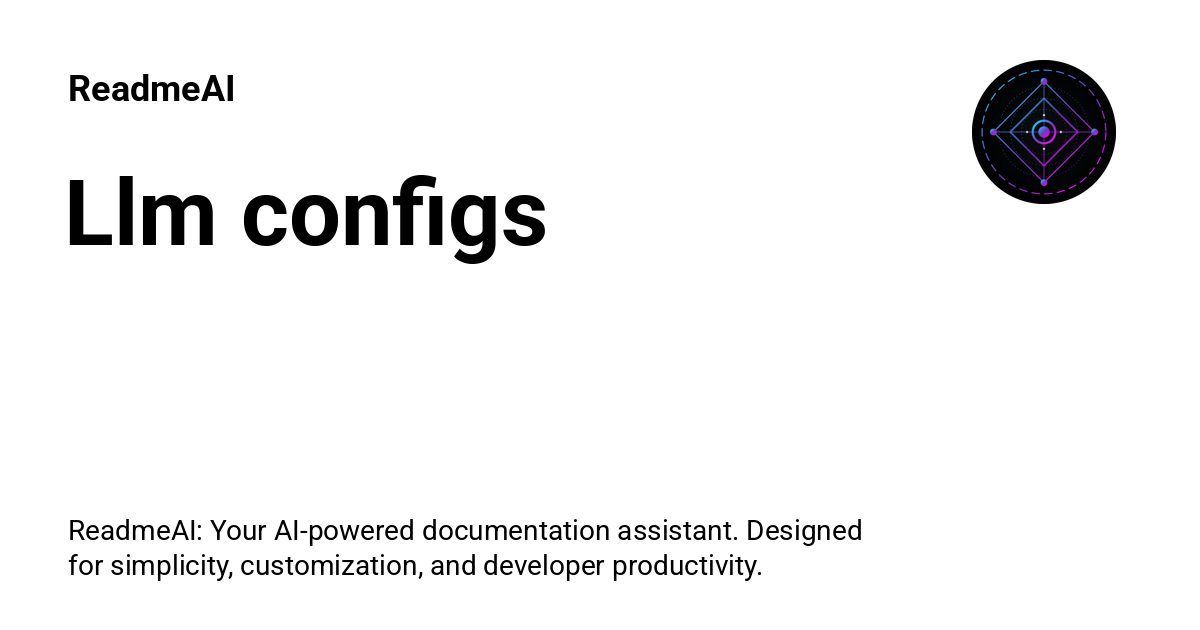 ReadmeAI
Llm configs
ReadmeAI: Your AI-powered documentation assistant. Designed
for simplicity, customization, and developer productivity.